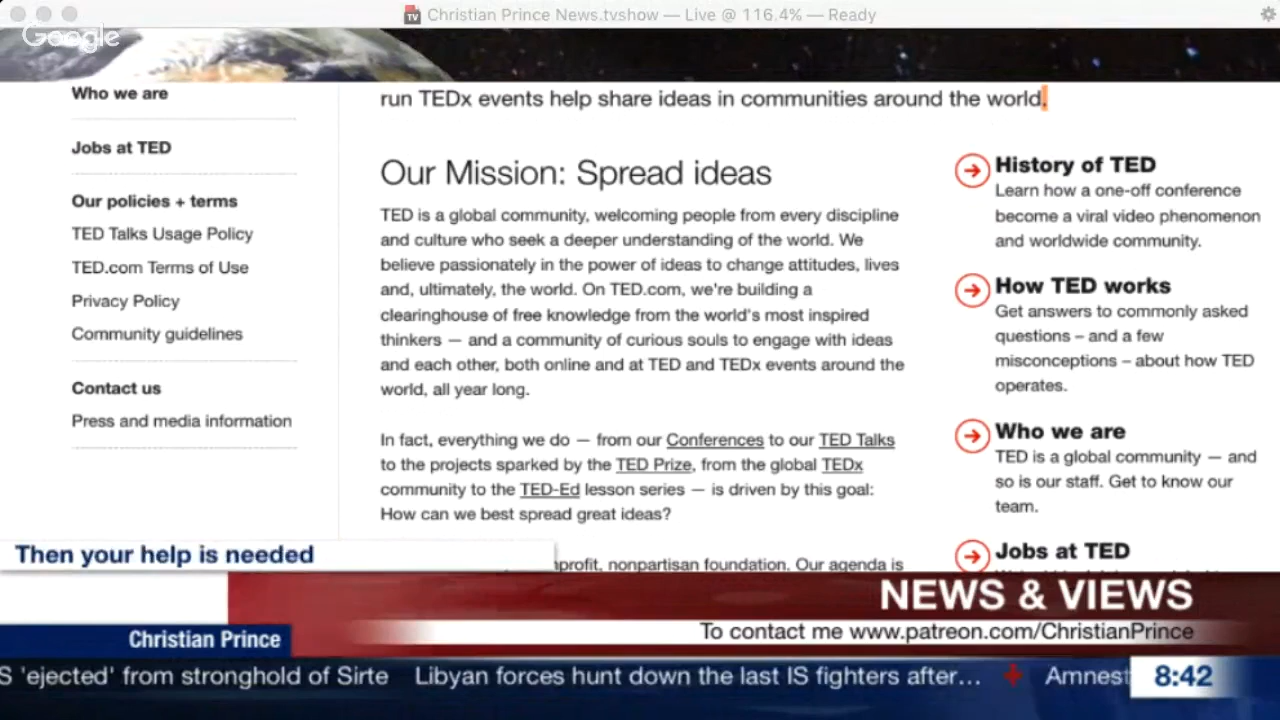 Christian Prince News.tvshow — Live @ 116.4% — Ready
Google
Who we are
Jobs at TED
Our policies + terms
TED Talks Usage Policy
TED.com Terms of Use
Privacy Policy
Community guidelines
Contact us
Press and media information
run TEDx events help share ideas in communities around the world.
Our Mission: Spread ideas
TED is a global community, welcoming people from every discipline
and culture who seek a deeper understanding of the world. We
believe passionately in the power of ideas to change attitudes, lives
and, ultimately, the world. On TED.com, we're building a
clearinghouse of free knowledge from the world's most inspired
thinkers — and a community of curious souls to engage with ideas
and each other, both online and at TED and TEDx events around the
world, all year long.
In fact, everything we do — from our Conferences to our TED Talks
to the projects sparked by the TED Prize, from the global TEDx
community to the TED-Ed lesson series — is driven by this goal:
How can we best spread great ideas?
profit, nonpartisan foundation. Our agenda is
History of TED
Learn how a one-off conference
become a viral video phenomenon
and worldwide community.
How TED works
Get answers to commonly asked
questions – and a few
misconceptions – about how TED
operates.
Who we are
TED is a global community — and
so is our staff. Get to know our
team.
Jobs at TED
Then your help is needed
NEWS & VIEWS
To contact me www.patreon.com/ChristianPrince
Christian Prince
S 'ejected' from stronghold of Sirte Libyan forces hunt down the last IS fighters after... Amnest
8:42